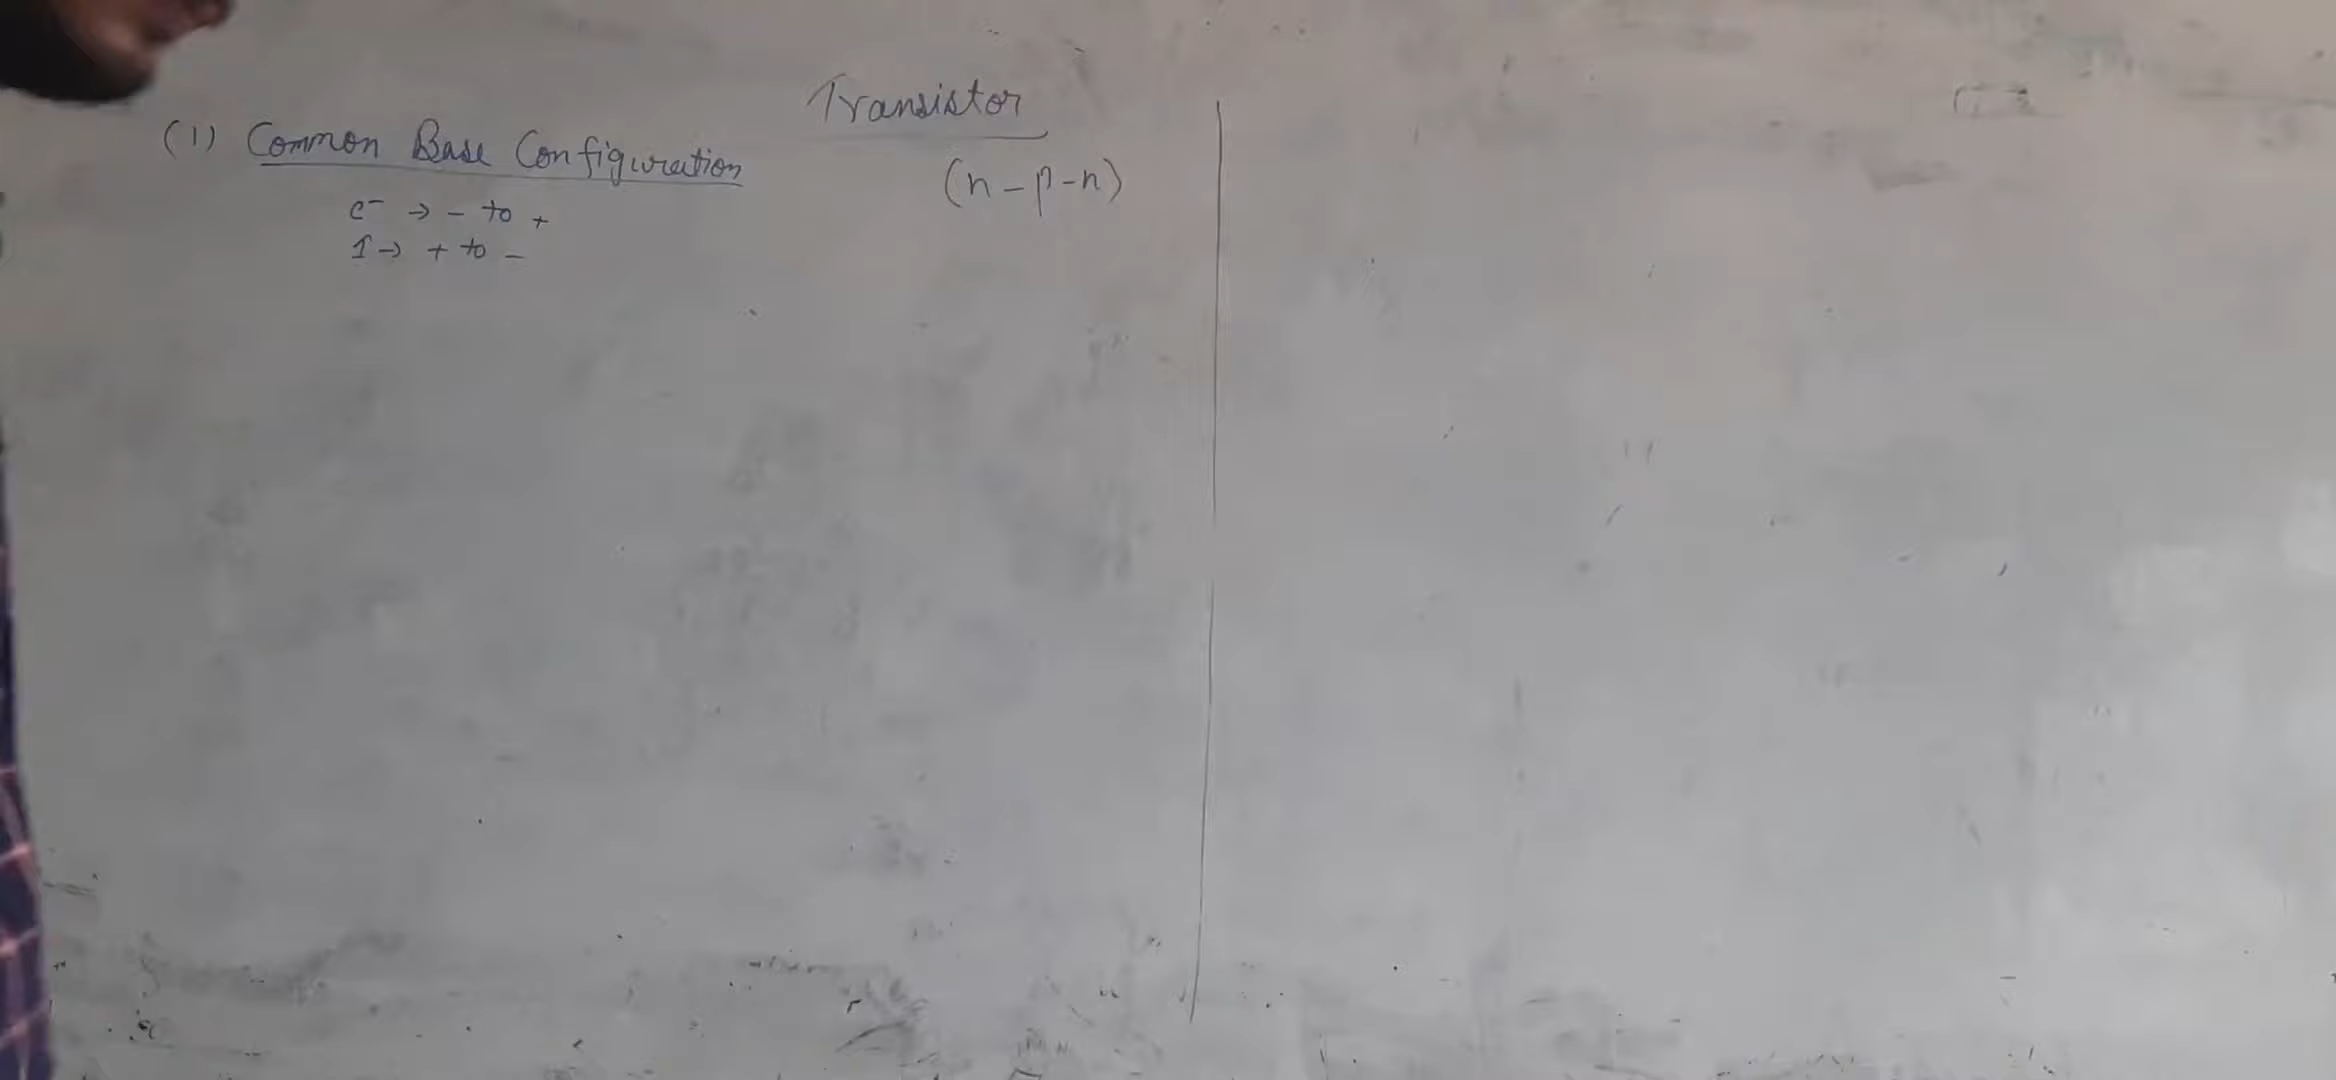 Transistor
(1) Common Base Configuration
(n-p-n)
e⁻ → - to +
I → + to -